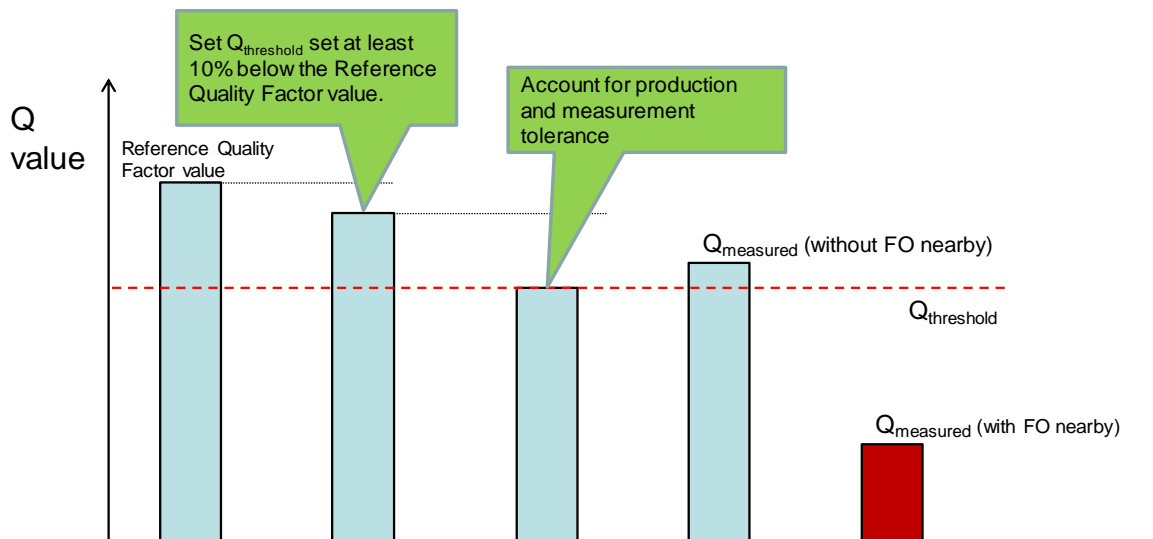 Set Qthreshold set at least
10% below the Reference
Quality Factor value.
Account for production
and measurement
tolerance
Q
value
Reference Quality
Factor value
Qmeasured (without FO nearby)
Qthreshold
Qmeasured (with FO nearby)